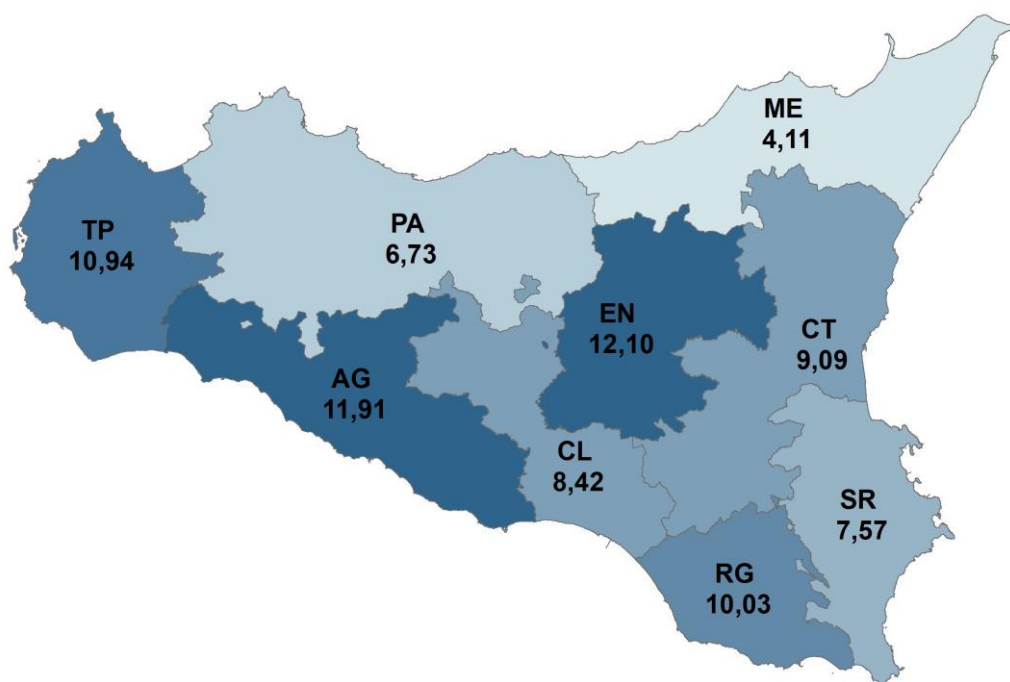 ME
4,11
PA
6,73
TP
10,94
EN
12,10
CT
9,09
AG
11,91
CL
8,42
SR
7,57
RG
10,03